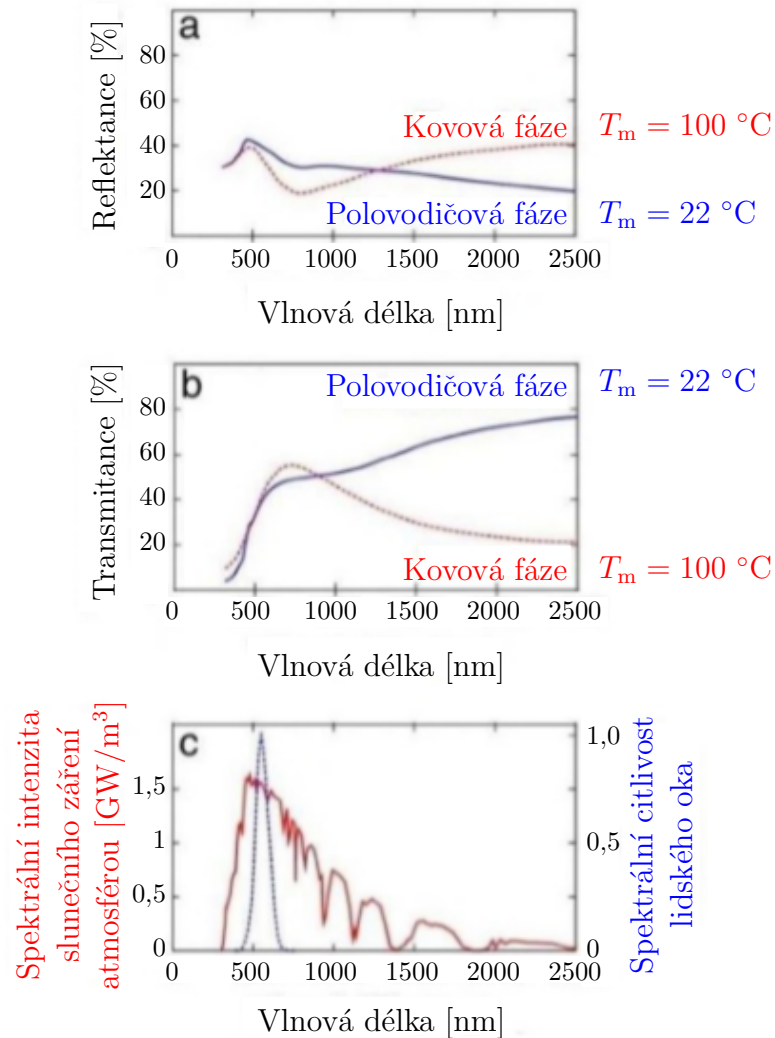 a
Reflektance [%]
80
60
40
20
Kovová fáze
T_m = 100 °C
Polovodičová fáze
T_m = 22 °C
0 500 1000 1500 2000 2500
Vlnová délka [nm]
b
Transmitance [%]
80
60
40
20
Polovodičová fáze
T_m = 22 °C
Kovová fáze
T_m = 100 °C
0 500 1000 1500 2000 2500
Vlnová délka [nm]
c
Spektrální intenzita
slunečního záření
atmosférou [GW/m³]
1,5
1
0,5
0
1,0
0,5
0
Spektrální citlivost
lidského oka
0 500 1000 1500 2000 2500
Vlnová délka [nm]